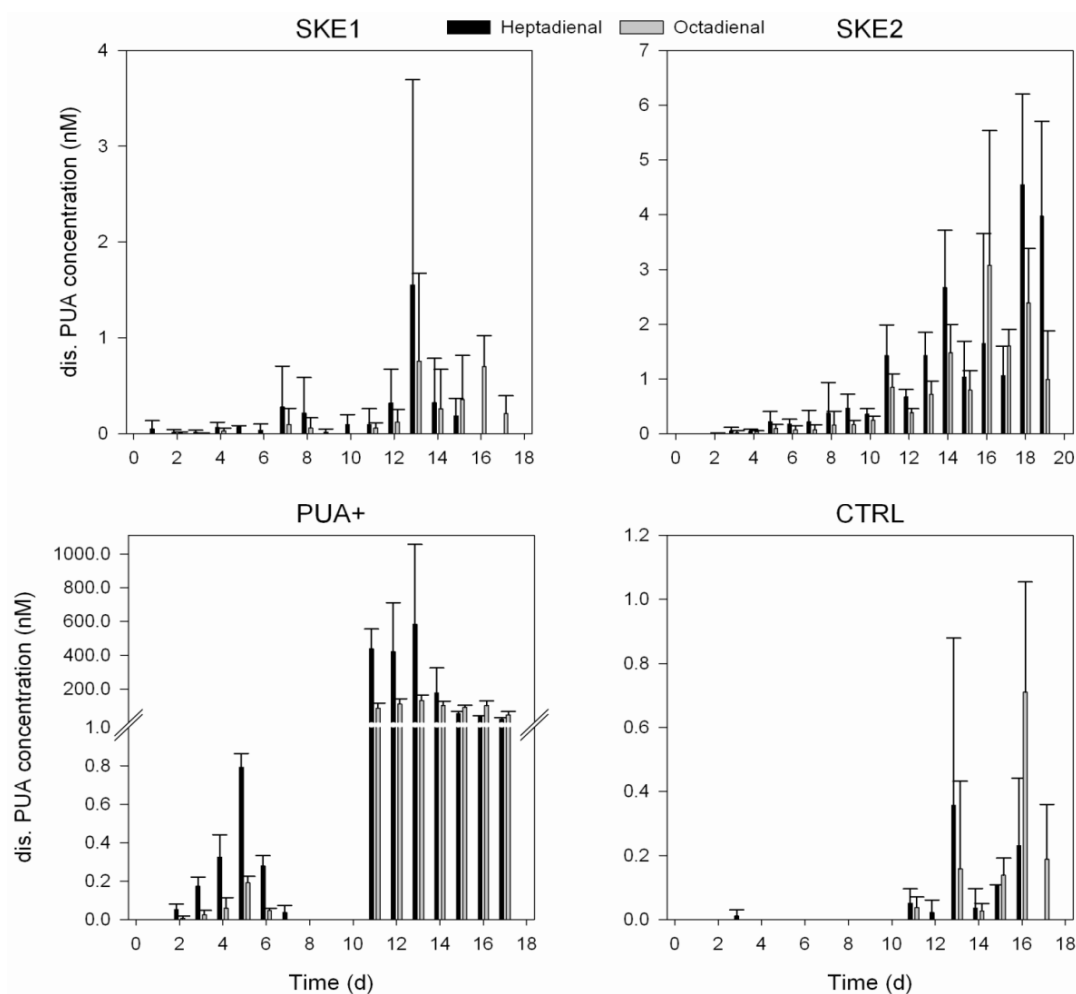 SKE1
Heptadienal
Octadienal
SKE2
dis. PUA concentration (nM)
4
3
2
1
0
0 2 4 6 8 10 12 14 16 18
7
6
5
4
3
2
1
0
0 2 4 6 8 10 12 14 16 18 20
PUA+
CTRL
dis. PUA concentration (nM)
1000.0
800.0
600.0
400.0
200.0
1.0
0.8
0.6
0.4
0.2
0.0
0 2 4 6 8 10 12 14 16 18
Time (d)
1.2
1.0
0.8
0.6
0.4
0.2
0.0
0 2 4 6 8 10 12 14 16 18
Time (d)